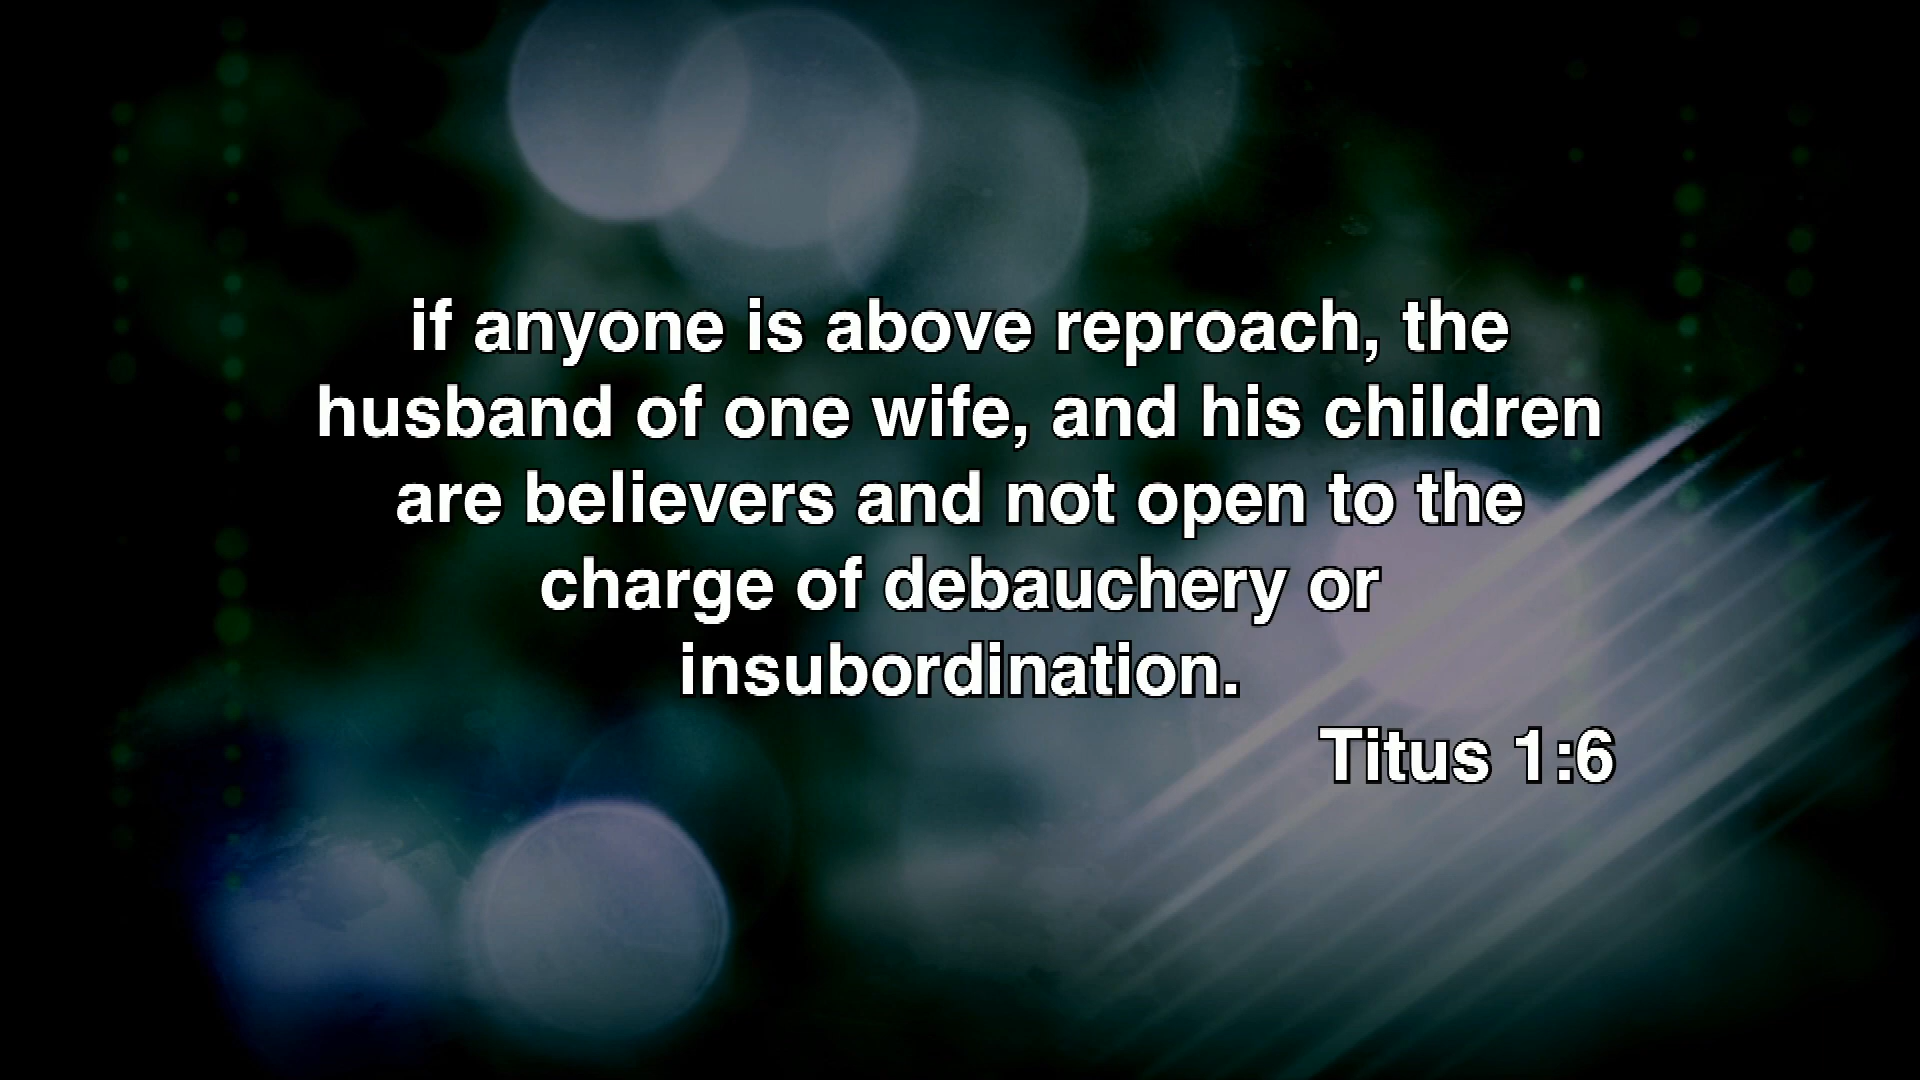 if anyone is above reproach, the
husband of one wife, and his children
are believers and not open to the
charge of debauchery or
insubordination.
Titus 1:6